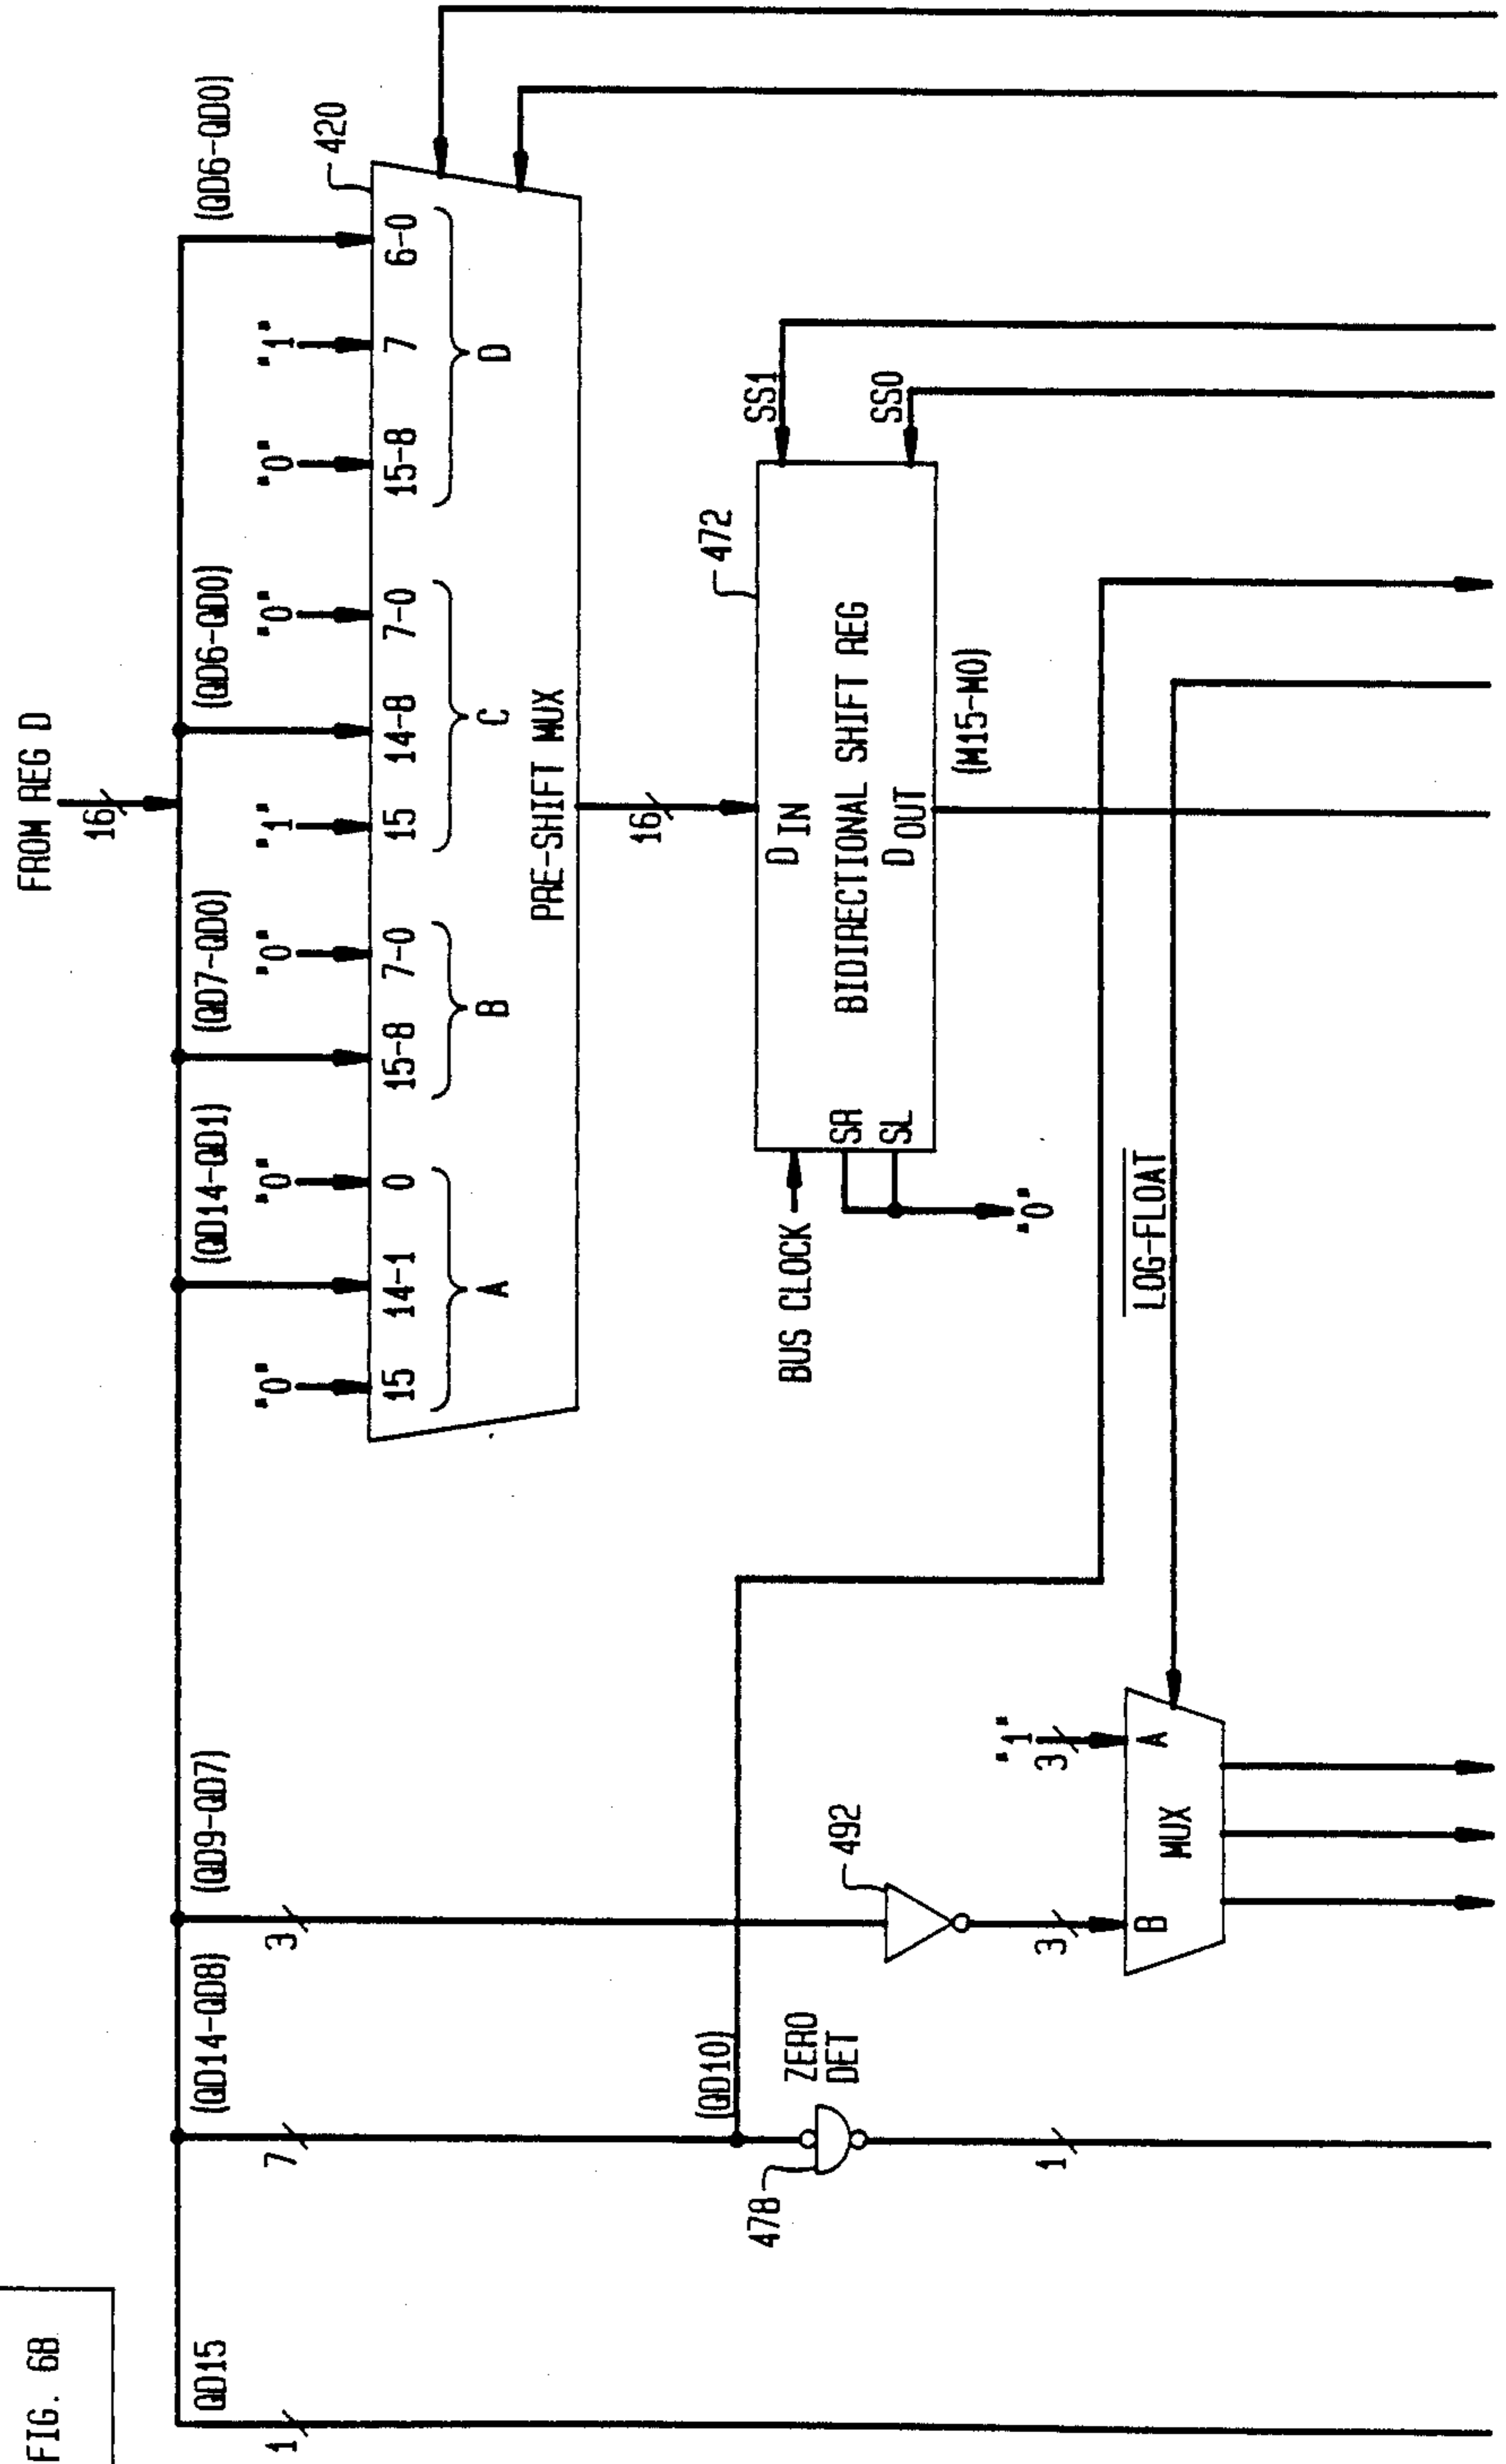 FIG. 6B
FROM REG D
16
QD15
(QD14-QD8)
(QD9-QD7)
(QD14-QD1)
(QD7-QD0)
(QD6-QD0)
(QD6-QD0)
1
7
3
"0"
"0"
"0"
"1"
"0"
"0"
"1"
420
15
14-1
0
15-8
7-0
15
14-8
7-0
15-8
7
6-0
A
B
C
D
PRE-SHIFT MUX
16
472
(QD10)
478
ZERO
DET
492
BUS CLOCK
D IN
SS1
SR
BIDIRECTIONAL SHIFT REG
SL
D OUT
SS0
(M15-M0)
"0"
"1"
3
3
1
B
MUX
A
LOG-FLOAT